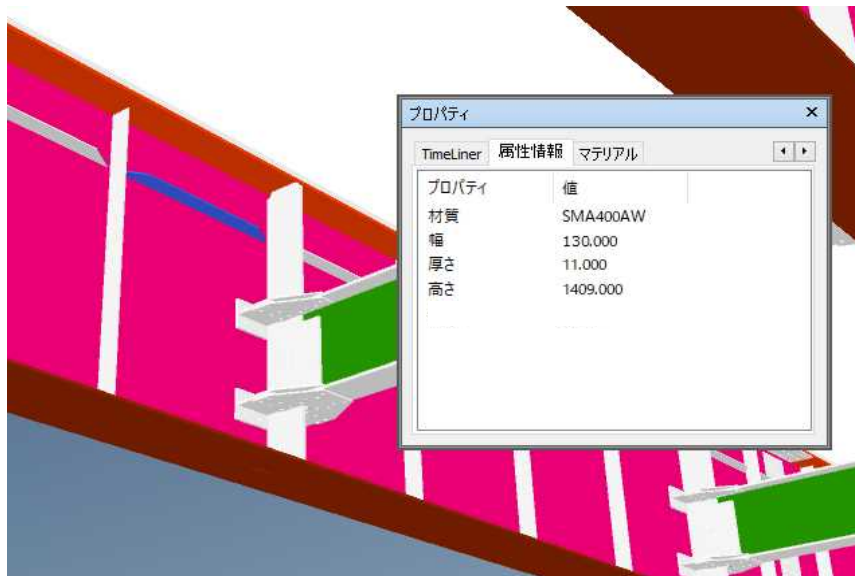 プロパティ
TimeLiner 属性情報 マテリアル
プロパティ 値
材質 SMA400AW
幅 130.000
厚さ 11.000
高さ 1409.000